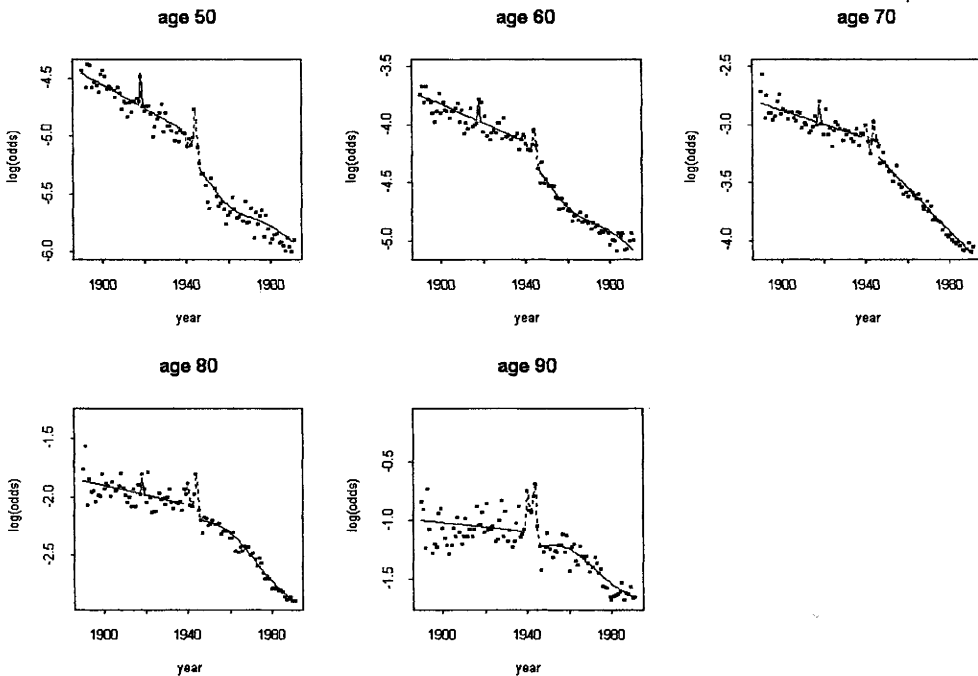 age 50
log(odds)
-4.5
-5.0
-5.5
-6.0
1900 1940 1980
year
age 60
log(odds)
-3.5
-4.0
-4.5
-5.0
1900 1940 1980
year
age 70
log(odds)
-2.5
-3.0
-3.5
-4.0
1900 1940 1980
year
age 80
log(odds)
-1.5
-2.0
-2.5
1900 1940 1980
year
age 90
log(odds)
-0.5
-1.0
-1.5
1900 1940 1980
year